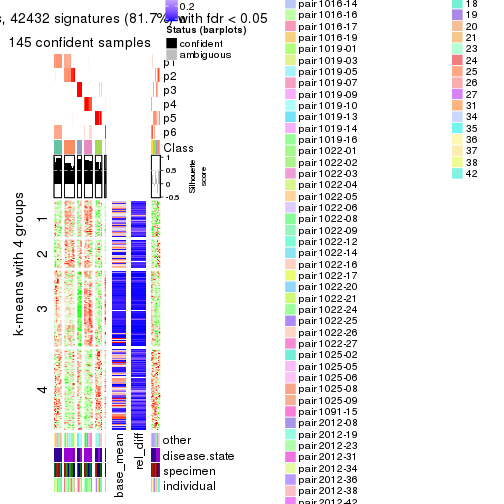 , 42432 signatures (81.7%) with fdr < 0.05
145 confident samples
0.2
Status (barplots)
confident
ambiguous
p1
p2
p3
p4
p5
p6
Class
1
0.5
0
-0.5
Silhouette
score
k-means with 4 groups
1
2
3
4
other
disease.state
specimen
individual
base_mean
rel_diff
pair1016-14
pair1016-16
pair1016-17
pair1016-19
pair1019-01
pair1019-03
pair1019-05
pair1019-07
pair1019-09
pair1019-10
pair1019-13
pair1019-14
pair1019-16
pair1022-01
pair1022-02
pair1022-03
pair1022-04
pair1022-05
pair1022-06
pair1022-08
pair1022-09
pair1022-12
pair1022-14
pair1022-16
pair1022-17
pair1022-20
pair1022-21
pair1022-24
pair1022-25
pair1022-26
pair1022-27
pair1025-02
pair1025-05
pair1025-06
pair1025-08
pair1025-09
pair1091-15
pair2012-08
pair2012-19
pair2012-23
pair2012-31
pair2012-34
pair2012-36
pair2012-38
pair2012-42
18
19
20
21
23
24
25
26
27
31
34
35
36
37
38
42